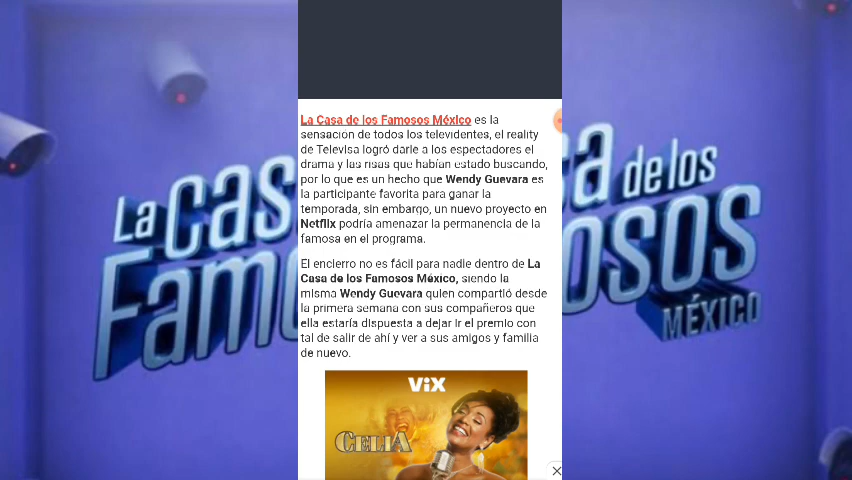 La Casa de los Famosos México es la
sensación de todos los televidentes, el reality
de Televisa logró darle a los espectadores el
drama y las risas que habían estado buscando,
por lo que es un hecho que Wendy Guevara es
la participante favorita para ganar la
temporada, sin embargo, un nuevo proyecto en
Netflix podría amenazar la permanencia de la
famosa en el programa.
El encierro no es fácil para nadie dentro de La
Casa de los Famosos México, siendo la
misma Wendy Guevara quien compartió desde
la primera semana con sus compañeros que
ella estaría dispuesta a dejar ir el premio con
tal de salir de ahí y ver a sus amigos y familia
de nuevo.
ViX
CELIA
La Cas
Famo
sa de los
osos
MÉXICO